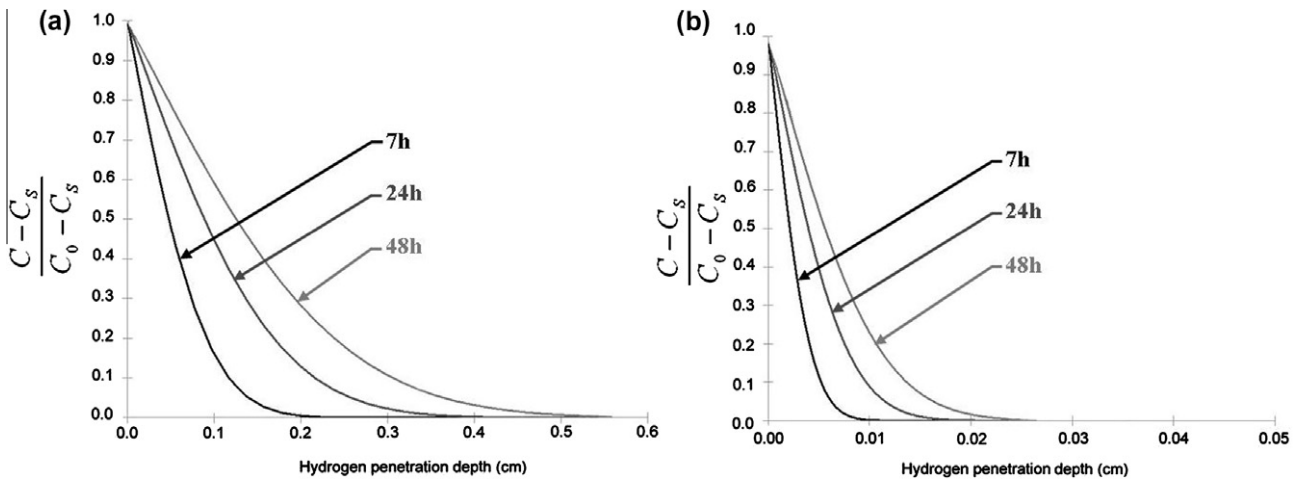 (a)
1.0
0.9
0.8
0.7
0.6
0.5
0.4
0.3
0.2
0.1
0.0
C – C_s
C_0 – C_s
7h
24h
48h
0.0 0.1 0.2 0.3 0.4 0.5 0.6
Hydrogen penetration depth (cm)
(b)
1.0
0.9
0.8
0.7
0.6
0.5
0.4
0.3
0.2
0.1
0.0
C – C_s
C_0 – C_s
7h
24h
48h
0.00 0.01 0.02 0.03 0.04 0.05
Hydrogen penetration depth (cm)